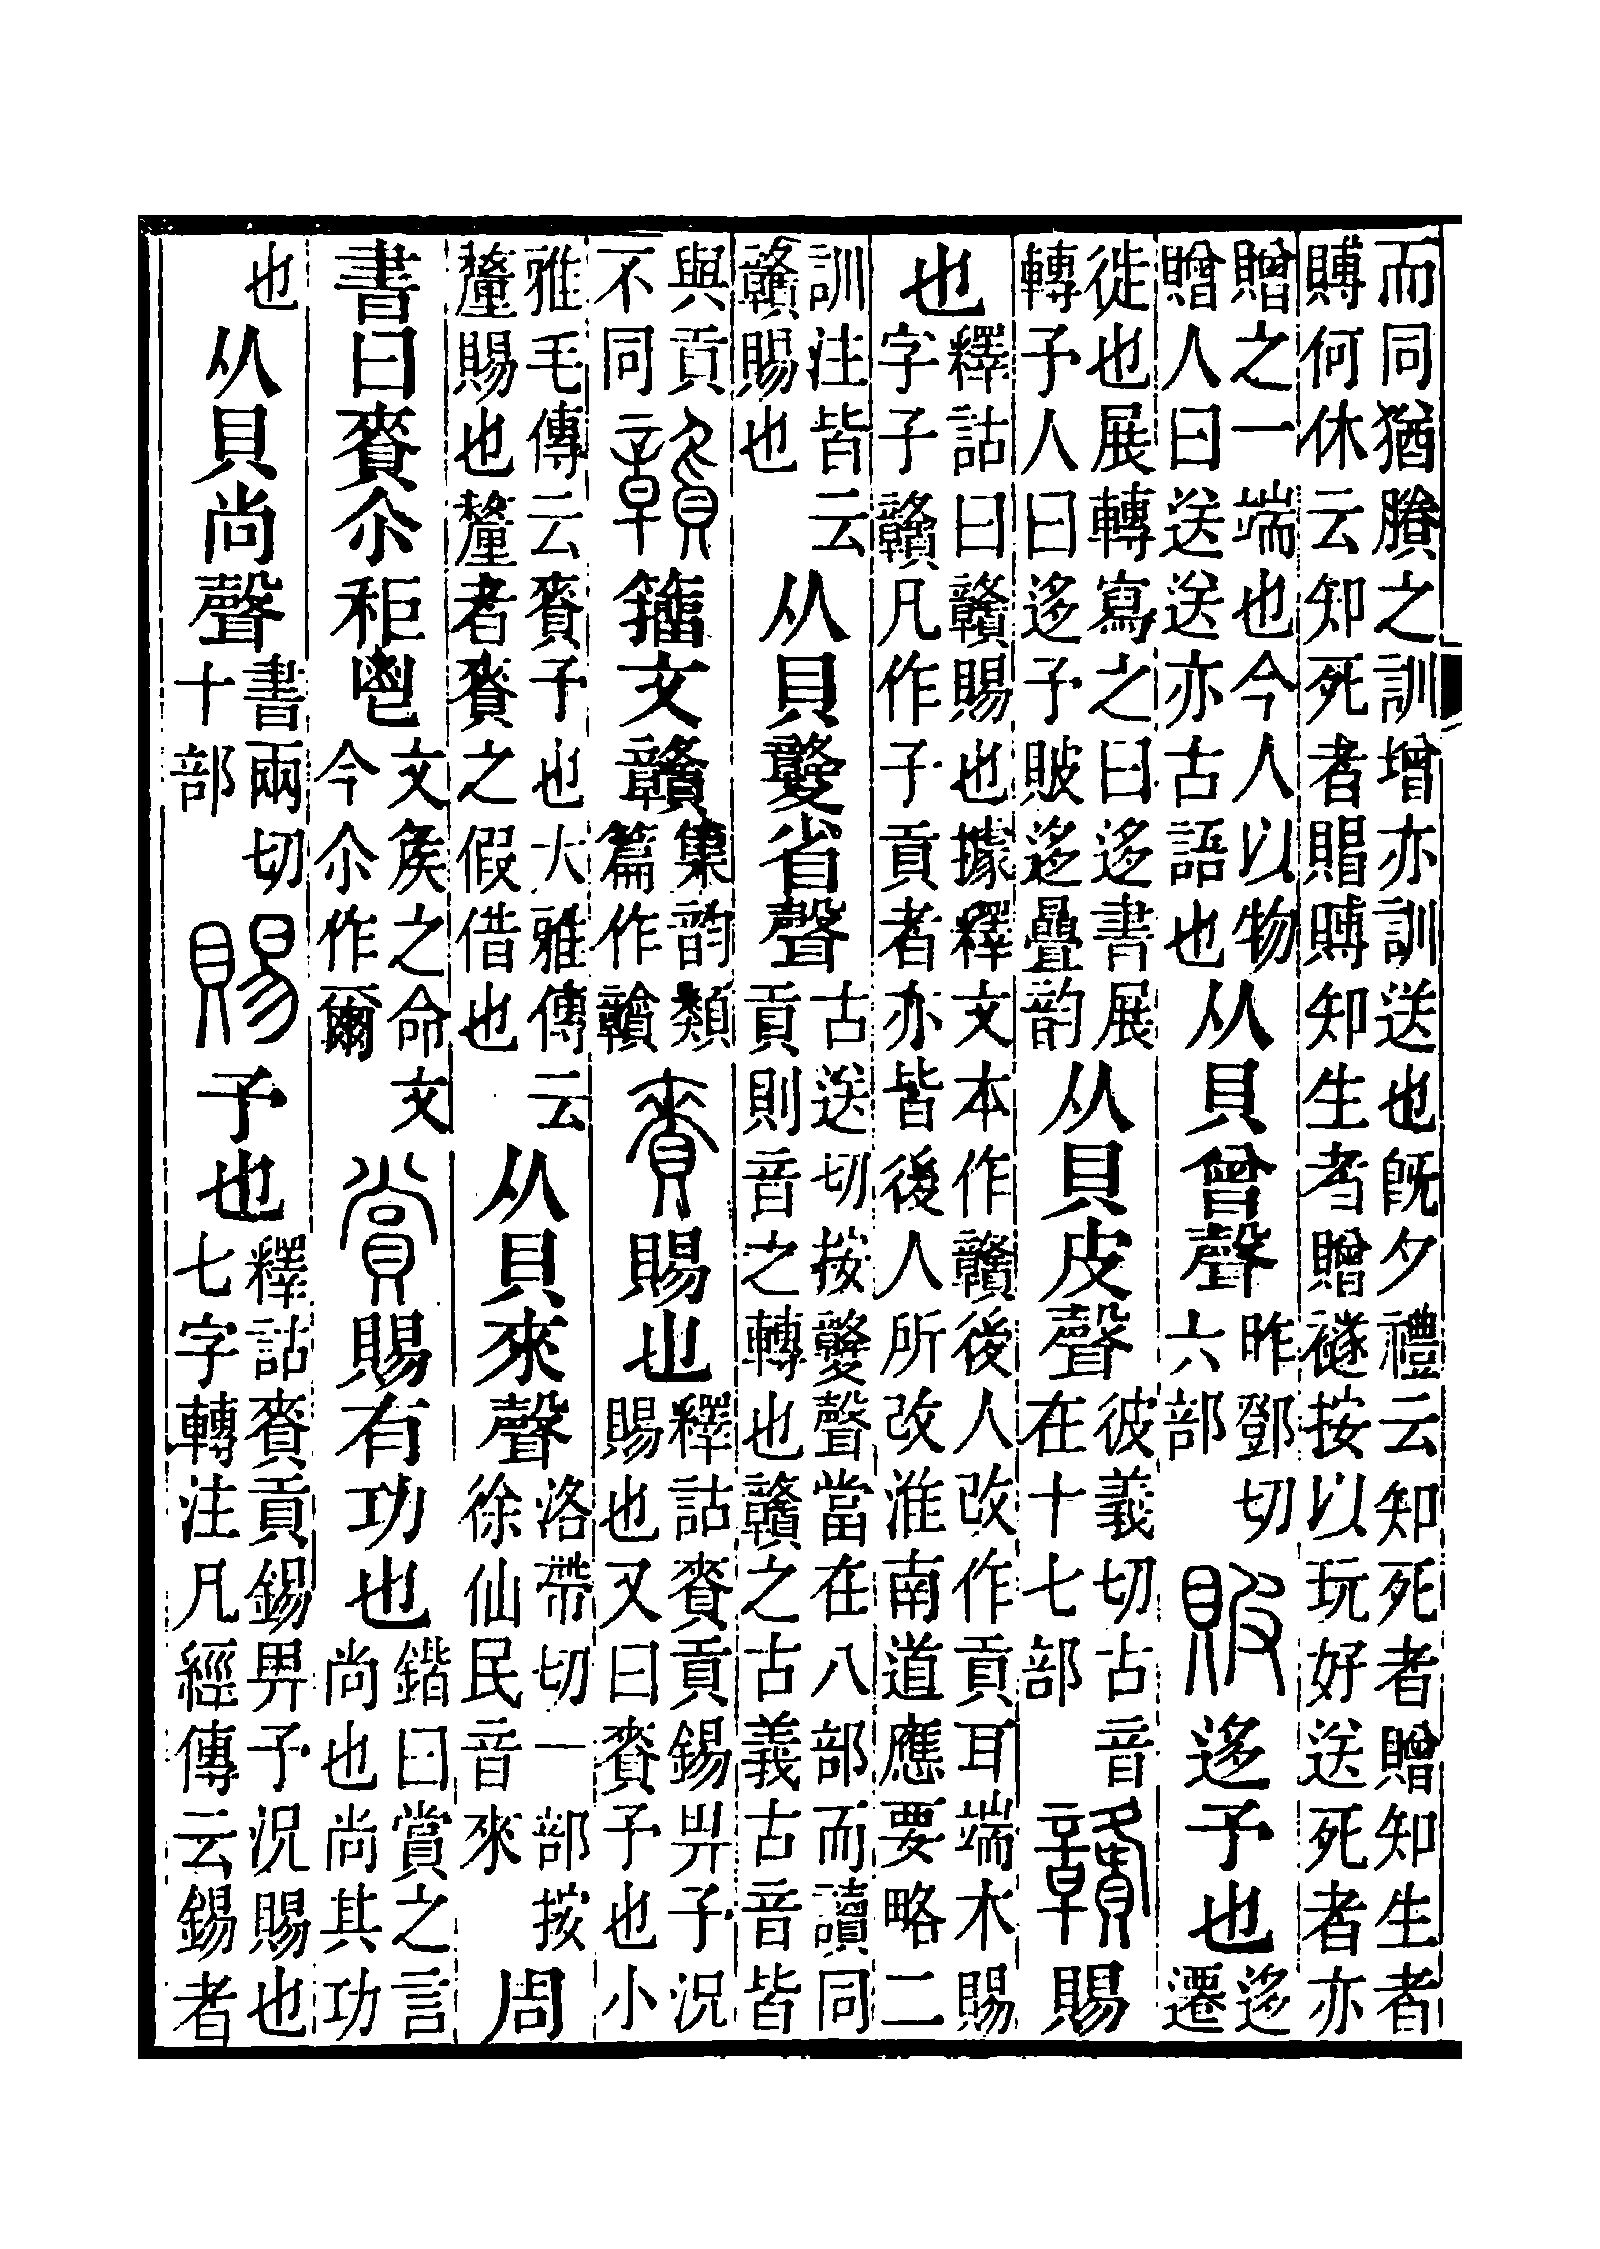 而同猶賸之訓增亦訓送也旣夕禮云知死者贈知生者
賻何休云知死者賵賻知生者贈襚按以玩好送死者亦
贈之一端也今人以物贈人曰送送亦古語也从貝曾聲昨鄧切六部貱迻予也迻遷
徙也展轉寫之曰迻書展轉予人曰迻予貱迻疊韵从貝皮聲彼義切古音在十七部贛賜
也釋詁曰贛賜也據釋文本作贛後人改作貢耳端木賜字子贛凡作子貢者亦皆後人所改淮南道應要略二
訓注皆云贛賜也从貝竷省聲古送切按竷聲當在八部而讀同貢則音之轉也贛之古義古音皆
與貢不同籒文贛集韵類篇作賚賜也釋詁賚貢錫畀予況賜也又曰賚予也小
雅毛傳云賚予也大雅傳云釐賜也釐者賚之假借也从貝來聲洛帶切一部按徐仙民音來周
書曰賚尒秬鬯文矦之命文今尒作爾賞賜有功也鍇曰賞之言尚也尚其功
也从貝尚聲書兩切十部賜予也釋詁賚貢錫畀予況賜也七字轉注凡經傳云錫者